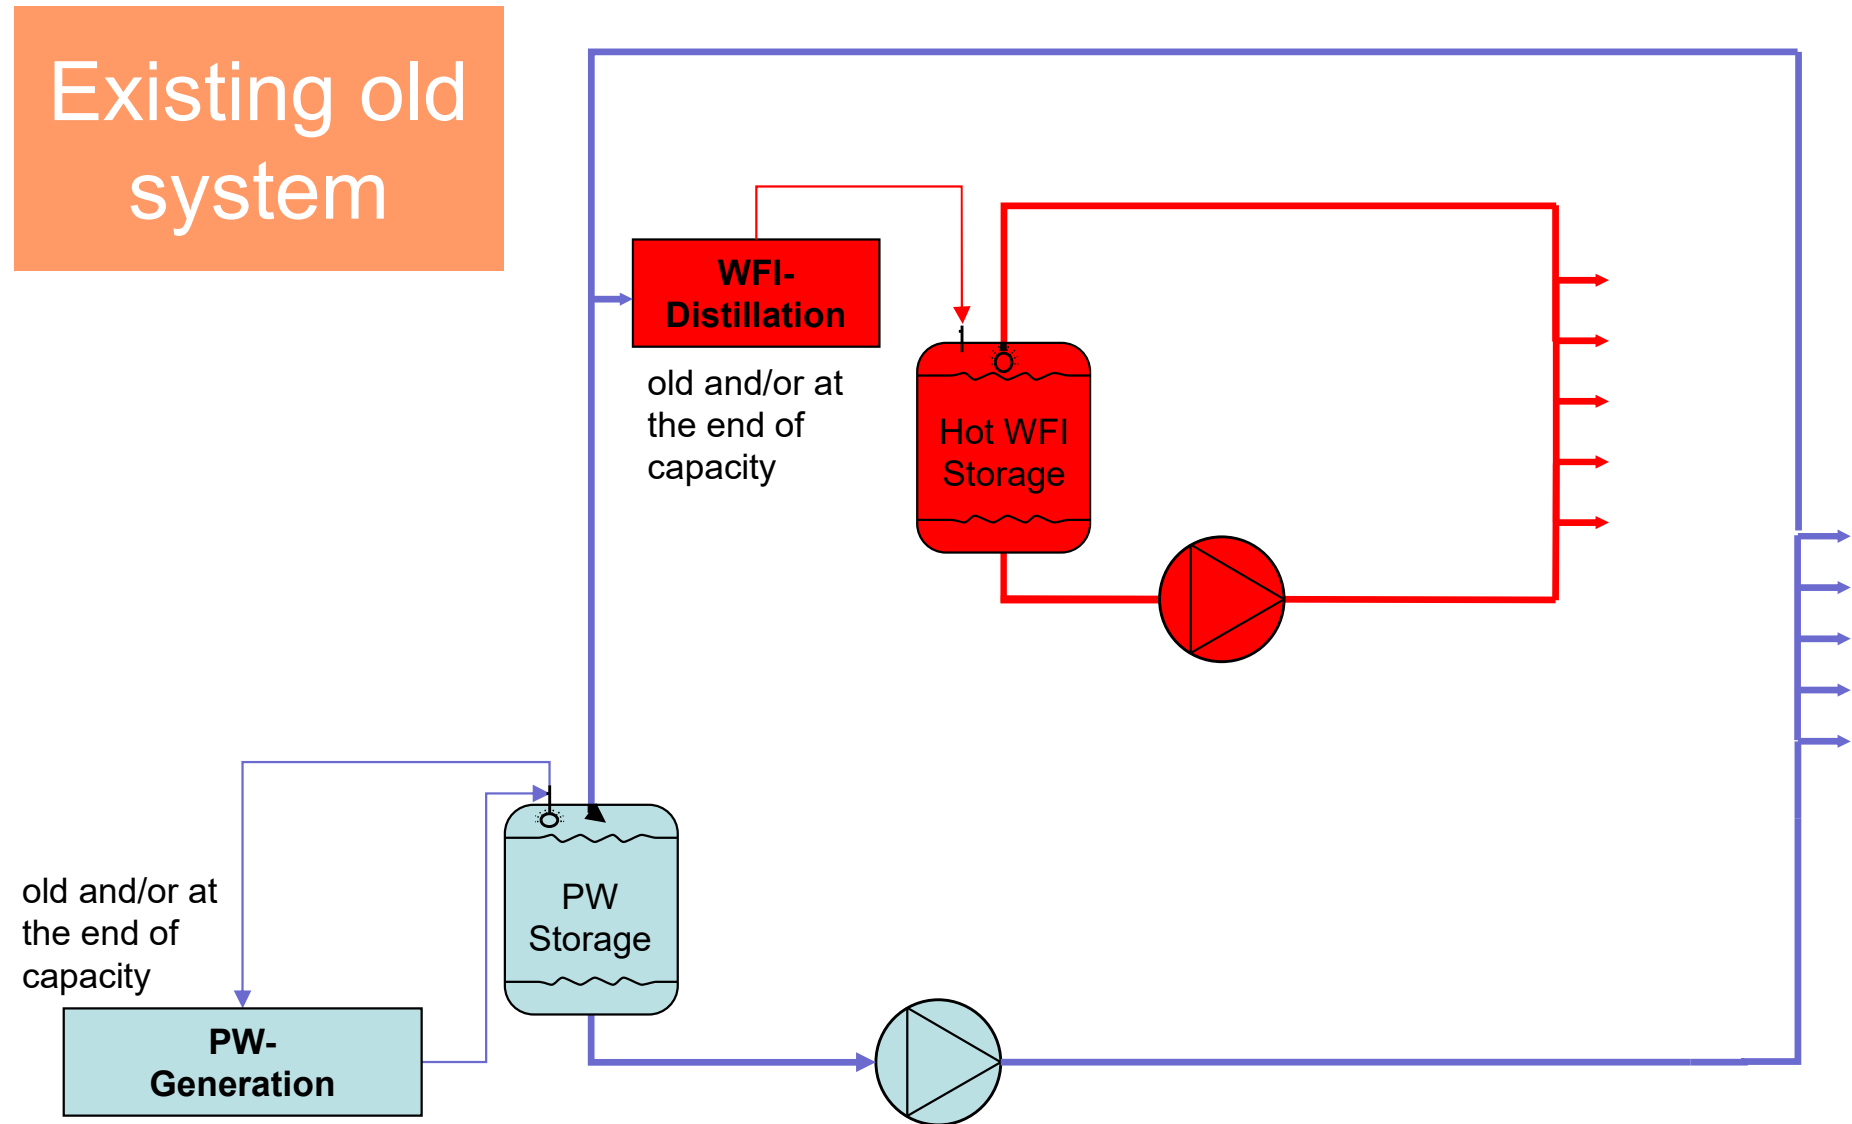 Existing old
system
WFI-
Distillation
old and/or at
the end of
capacity
Hot WFI
Storage
old and/or at
the end of
capacity
PW
Storage
PW-
Generation